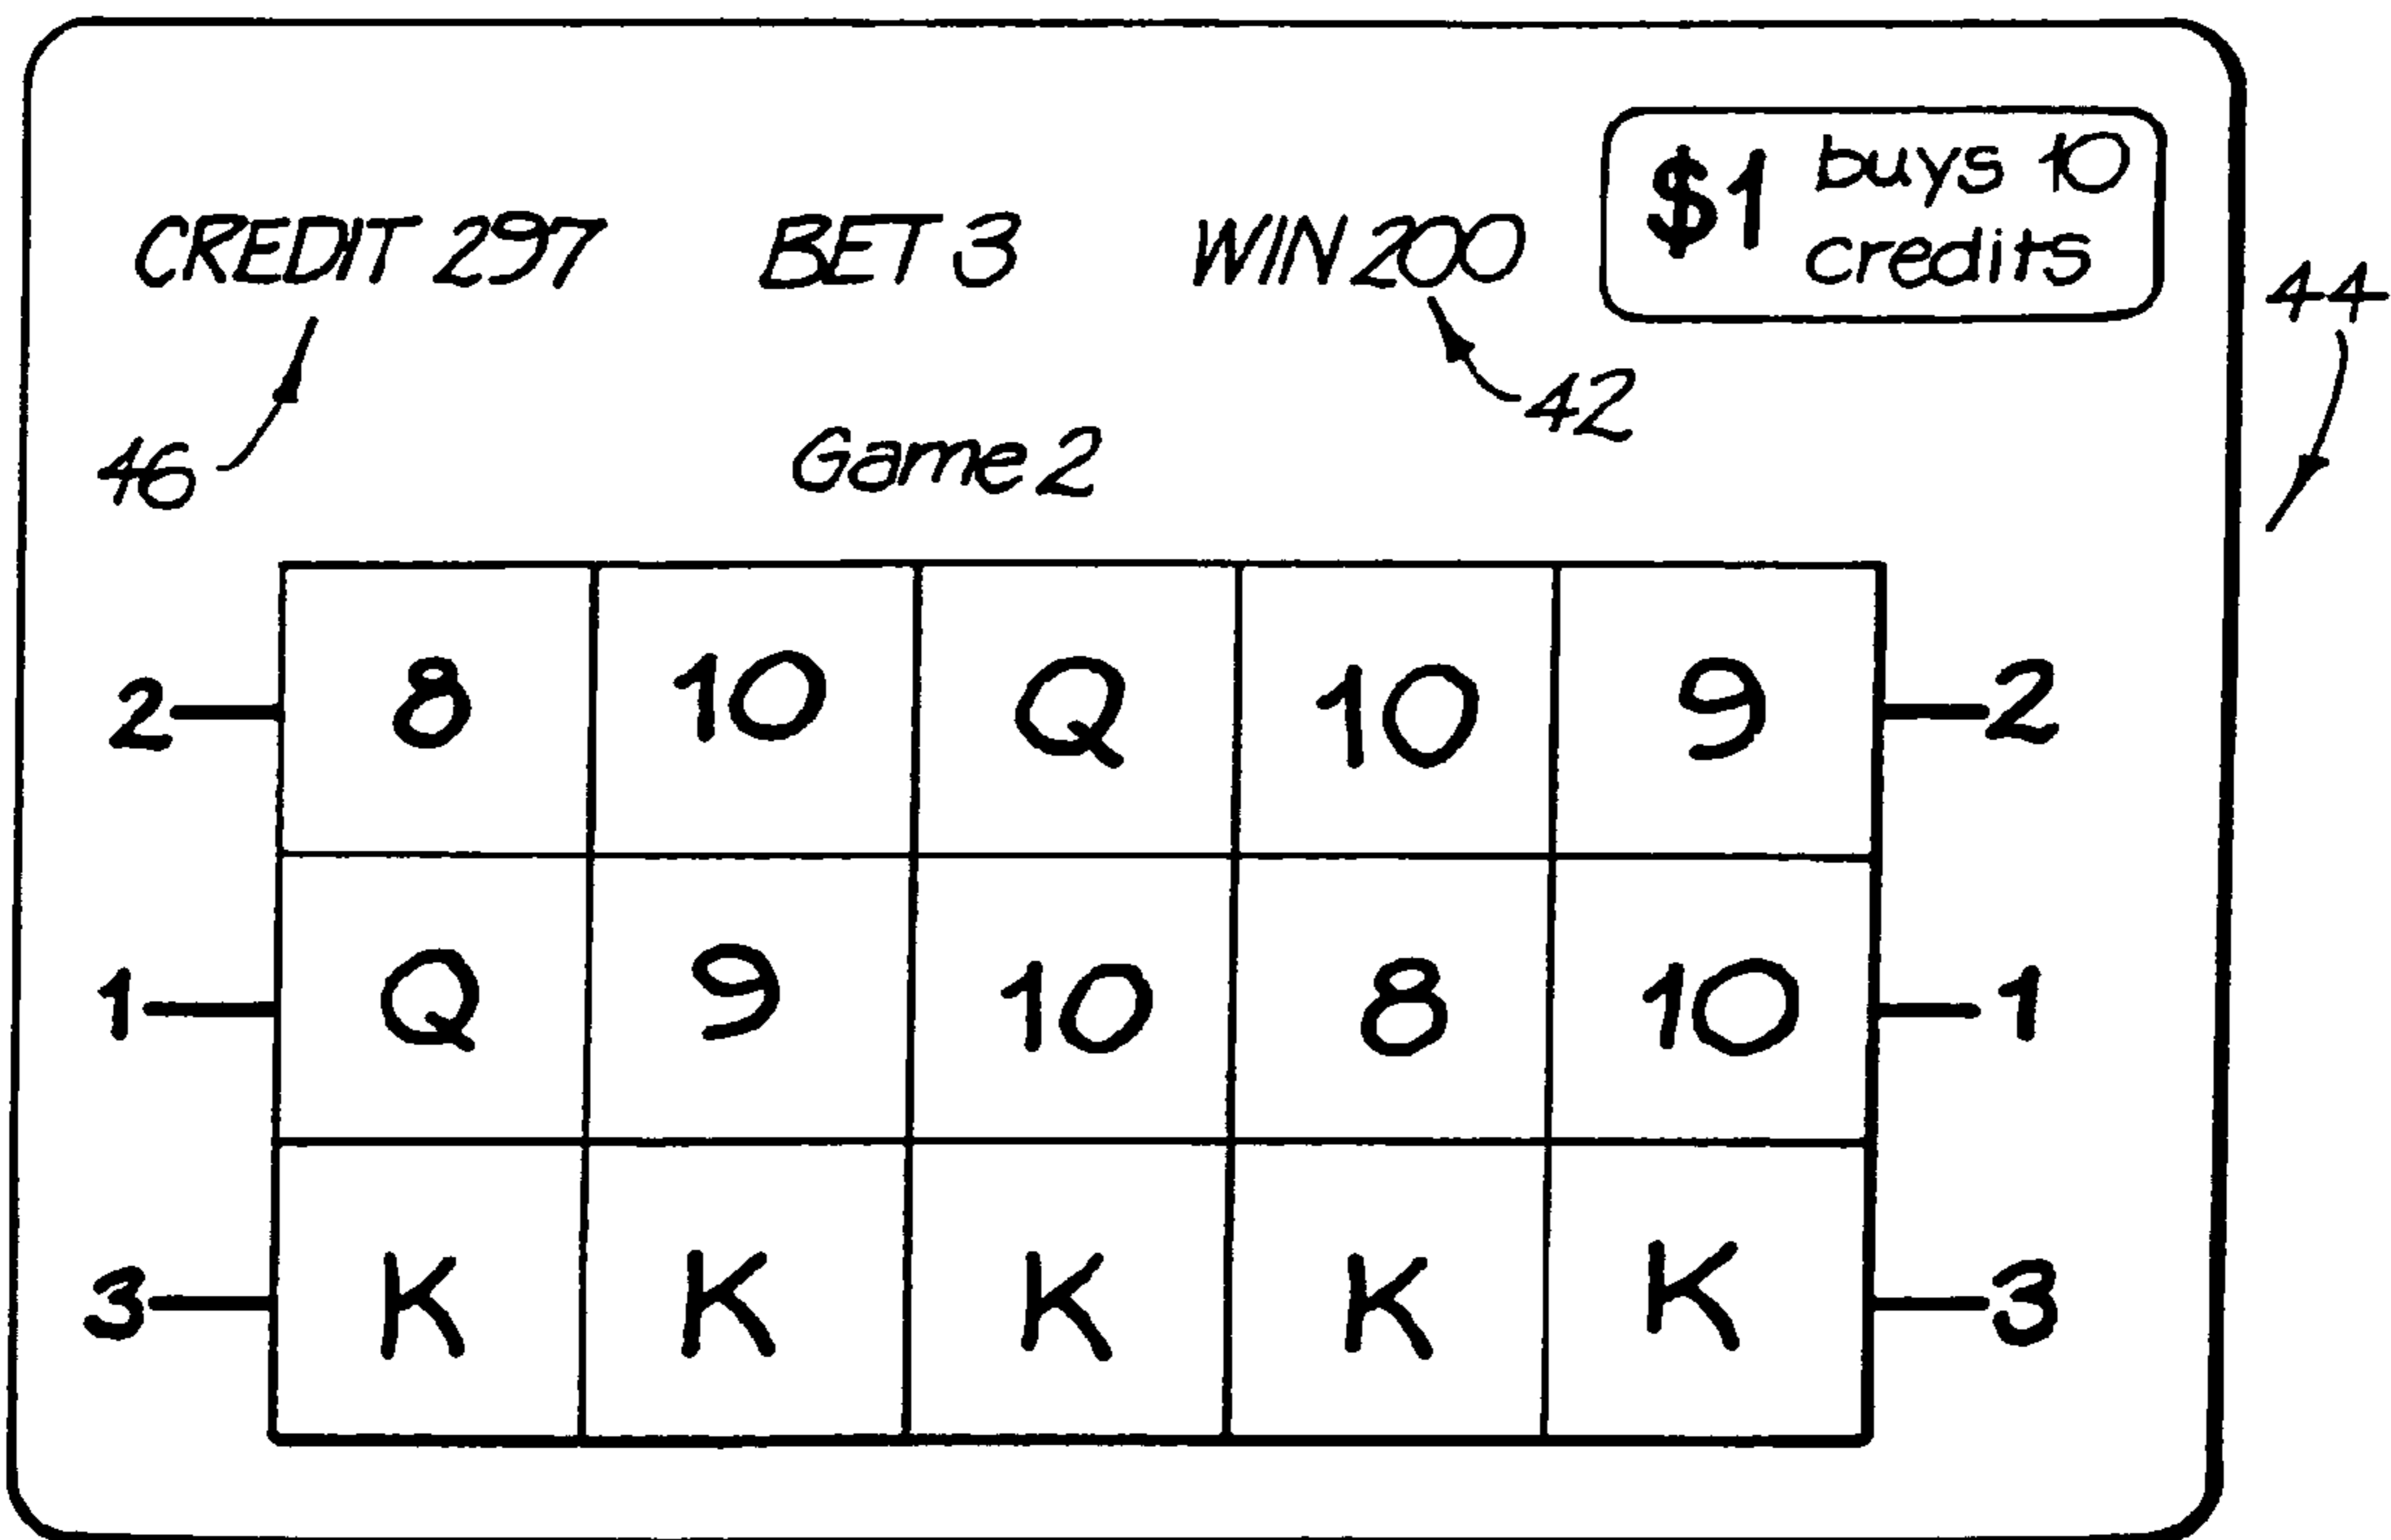 $1 buys 10
credits
CREDIT 297 BET 3 WIN 200
44
42
46
Game 2
2 8 10 Q 10 9 2
1 Q 9 10 8 10 1
3 K K K K K 3